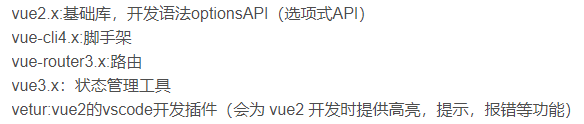 vue2.x:基础库，开发语法optionsAPI（选项式API）
vue-cli4.x:脚手架
vue-router3.x:路由
vue3.x：状态管理工具
vetur:vue2的vscode开发插件（会为 vue2 开发时提供高亮，提示，报错等功能）